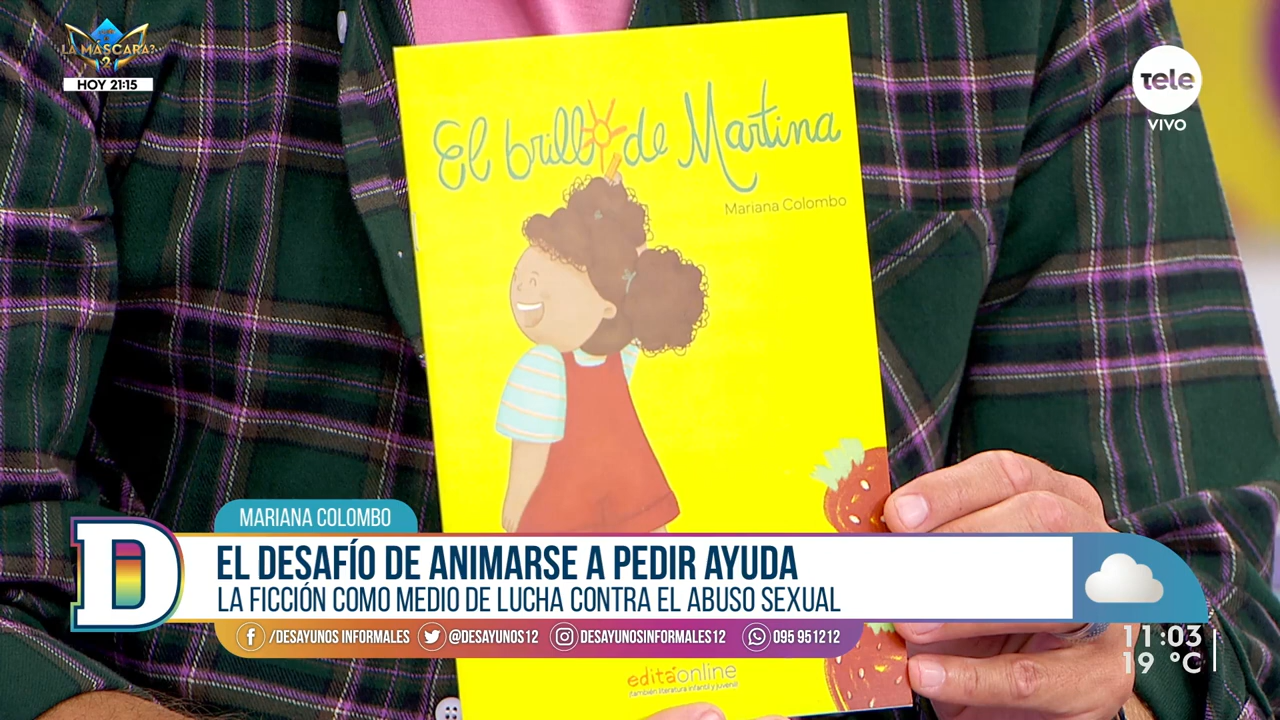 LA MÁSCARA?
2
HOY 21:15
tele
VIVO
El brillo de Martina
Mariana Colombo
MARIANA COLOMBO
D
EL DESAFÍO DE ANIMARSE A PEDIR AYUDA
LA FICCIÓN COMO MEDIO DE LUCHA CONTRA EL ABUSO SEXUAL
/DESAYUNOS INFORMALES
@DESAYUNOS12
DESAYUNOSINFORMALES12
095 951212
11:03
19 °C
editaonline
¡también literatura infantil y juvenil!